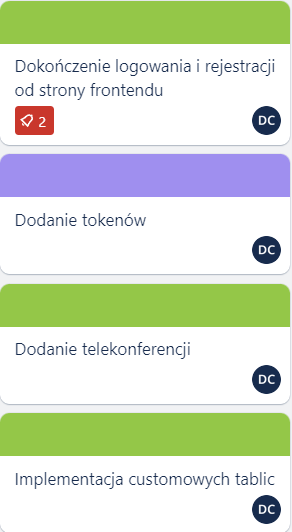 Dokończenie logowania i rejestracji
od strony frontendu
2
DC
Dodanie tokenów
DC
Dodanie telekonferencji
DC
Implementacja customowych tablic
DC